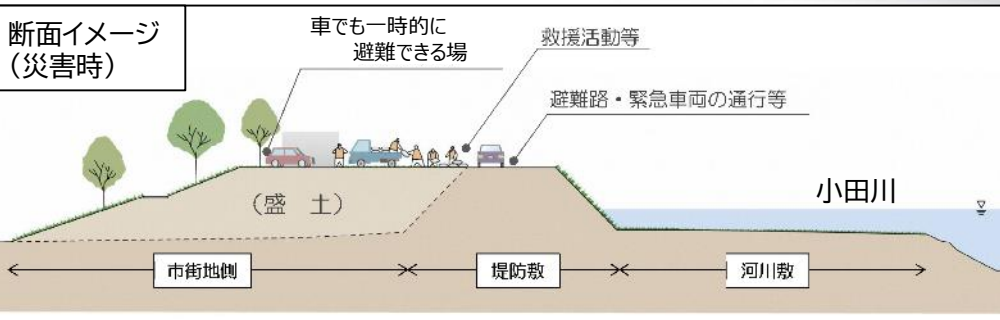 断面イメージ
（災害時）
車でも一時的に
避難できる場
救援活動等
避難路・緊急車両の通行等
（盛 土）
小田川
市街地側
堤防敷
河川敷